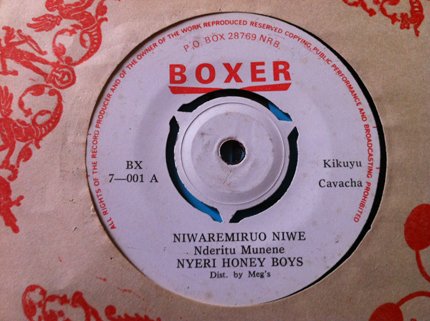 ALL RIGHTS OF THE RECORD PRODUCER AND OF THE OWNER OF THE WORK REPRODUCED RESERVED COPYING, PUBLIC PERFORMANCE AND BROADCASTING PROHIBITED
P.O BOX 28769 NRB.
BOXER
BX
7—001 A
Kikuyu
Cavacha
NIWAREMIRUO NIWE
Nderitu Munene
NYERI HONEY BOYS
Dist. by Meg's